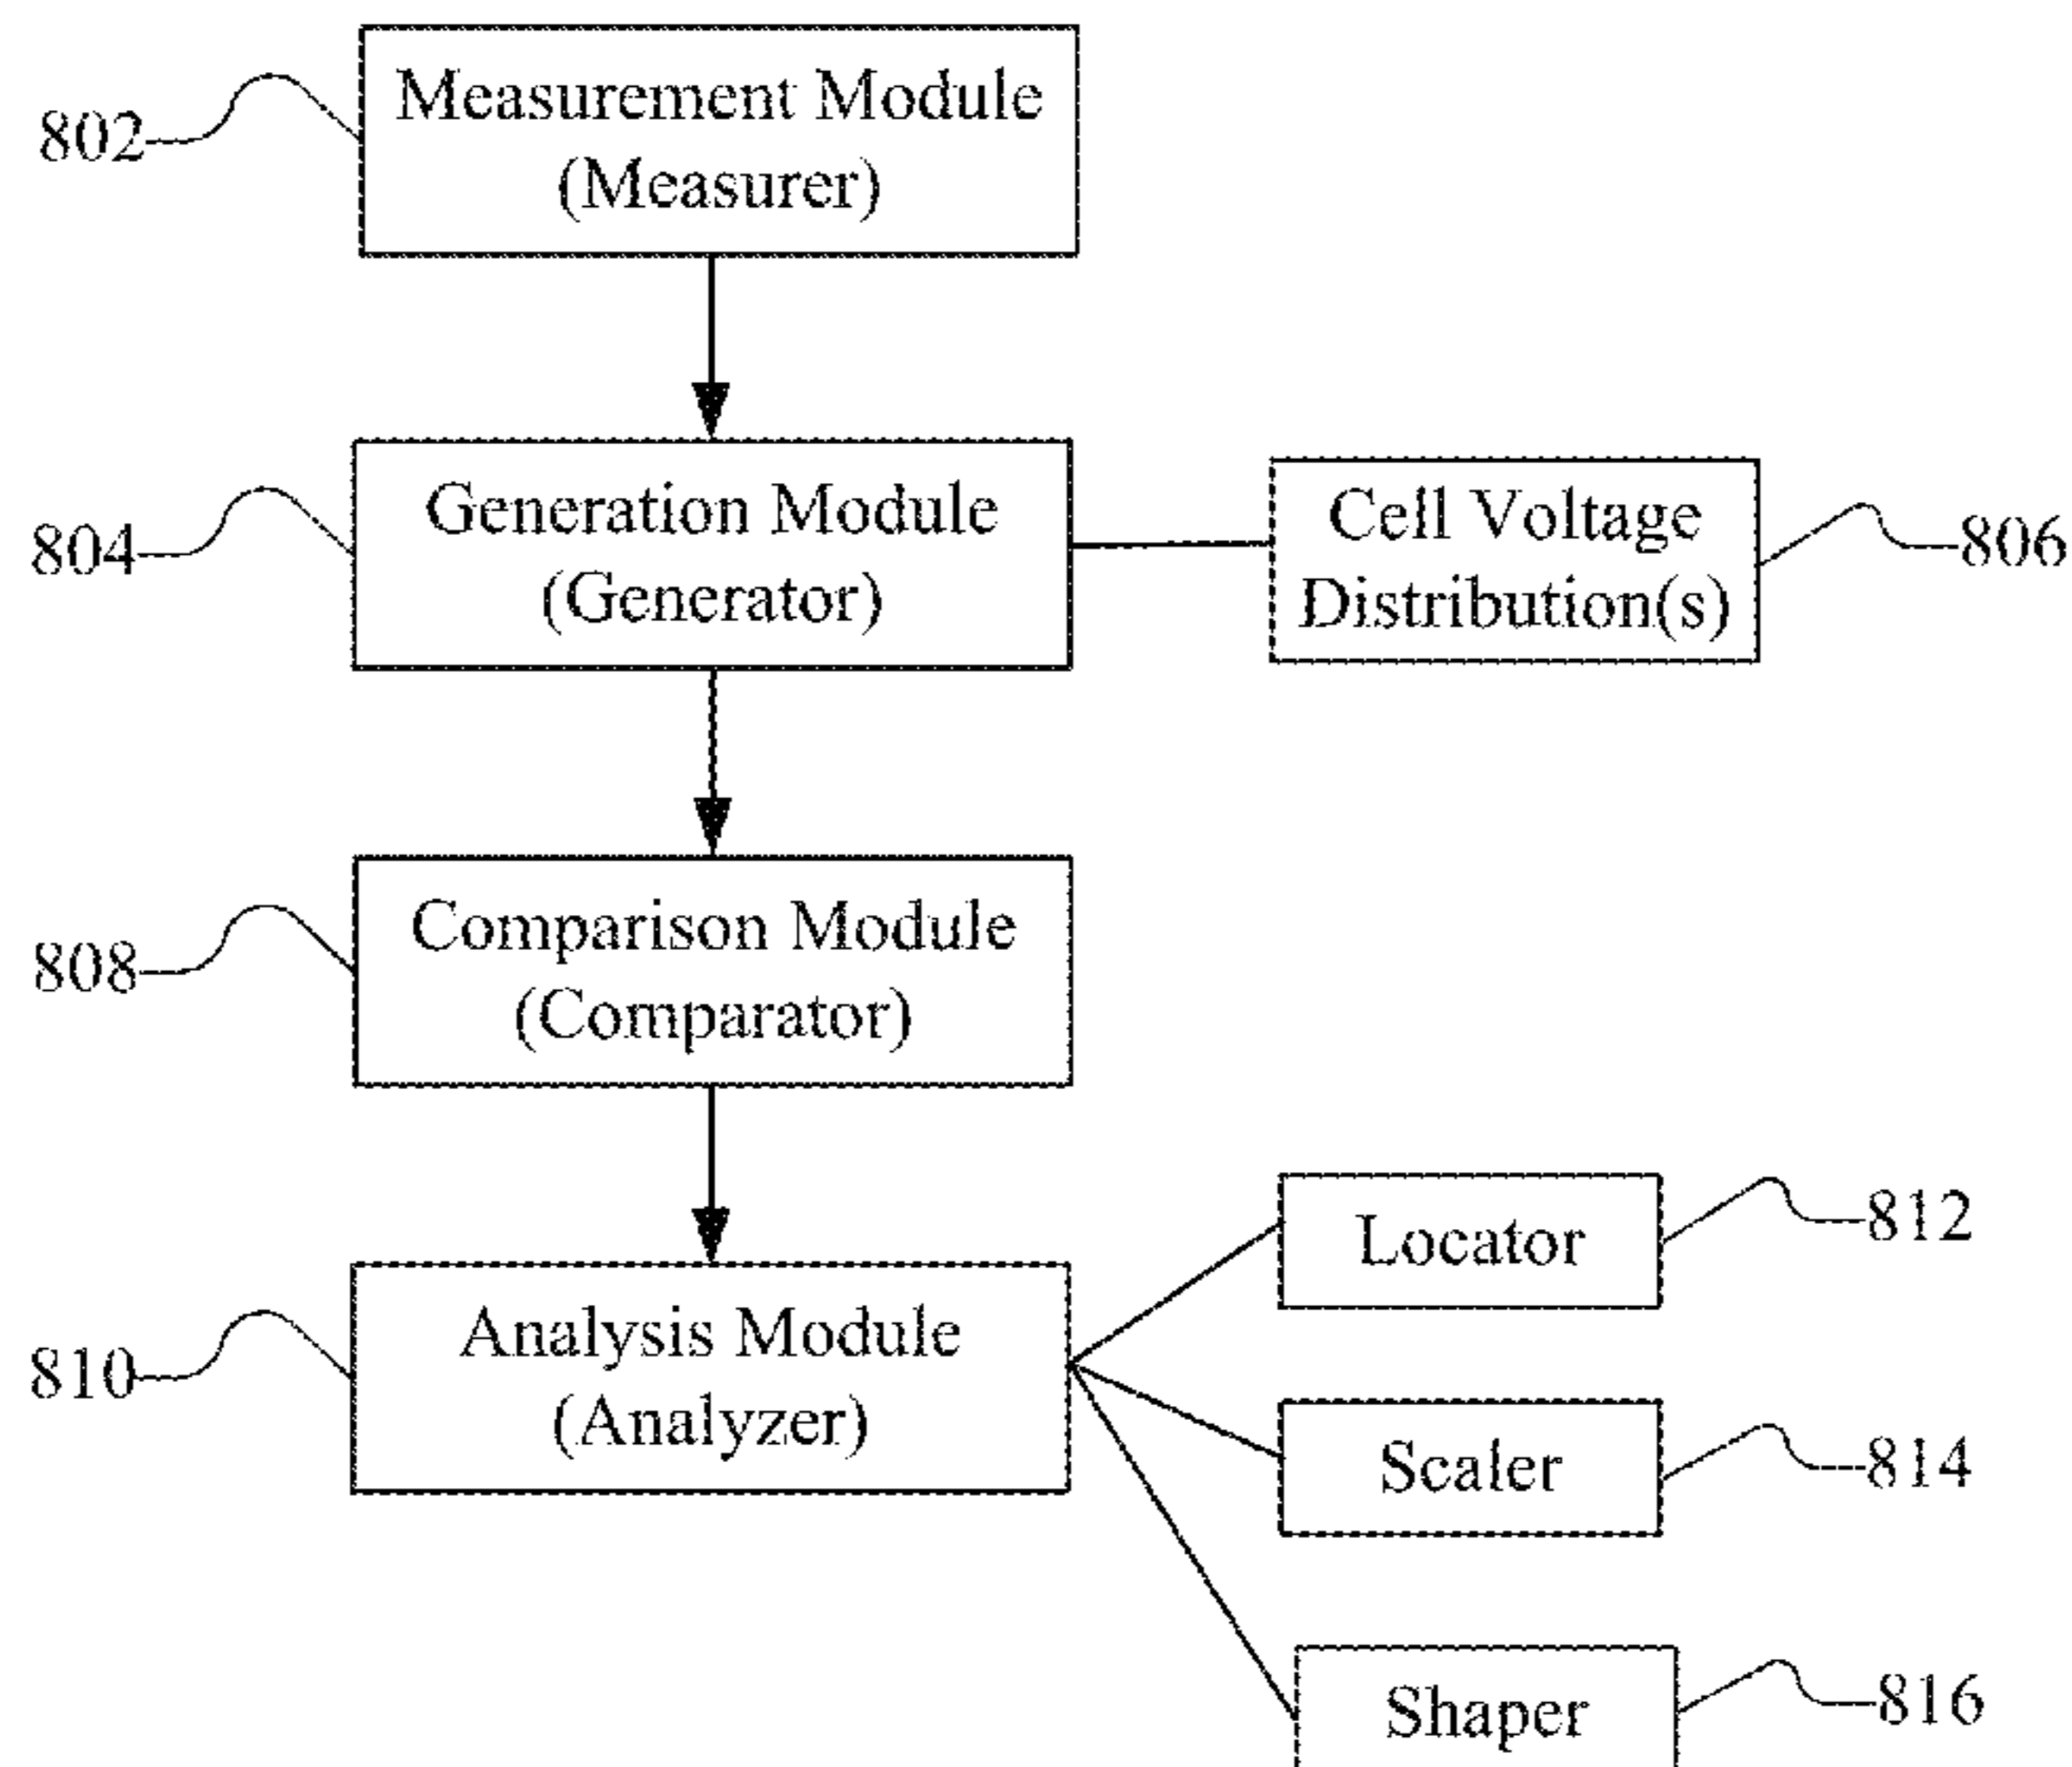 802
Measurement Module
(Measurer)
804
Generation Module
(Generator)
Cell Voltage
Distribution(s)
806
808
Comparison Module
(Comparator)
810
Analysis Module
(Analyzer)
Locator
812
Scaler
814
Shaper
816